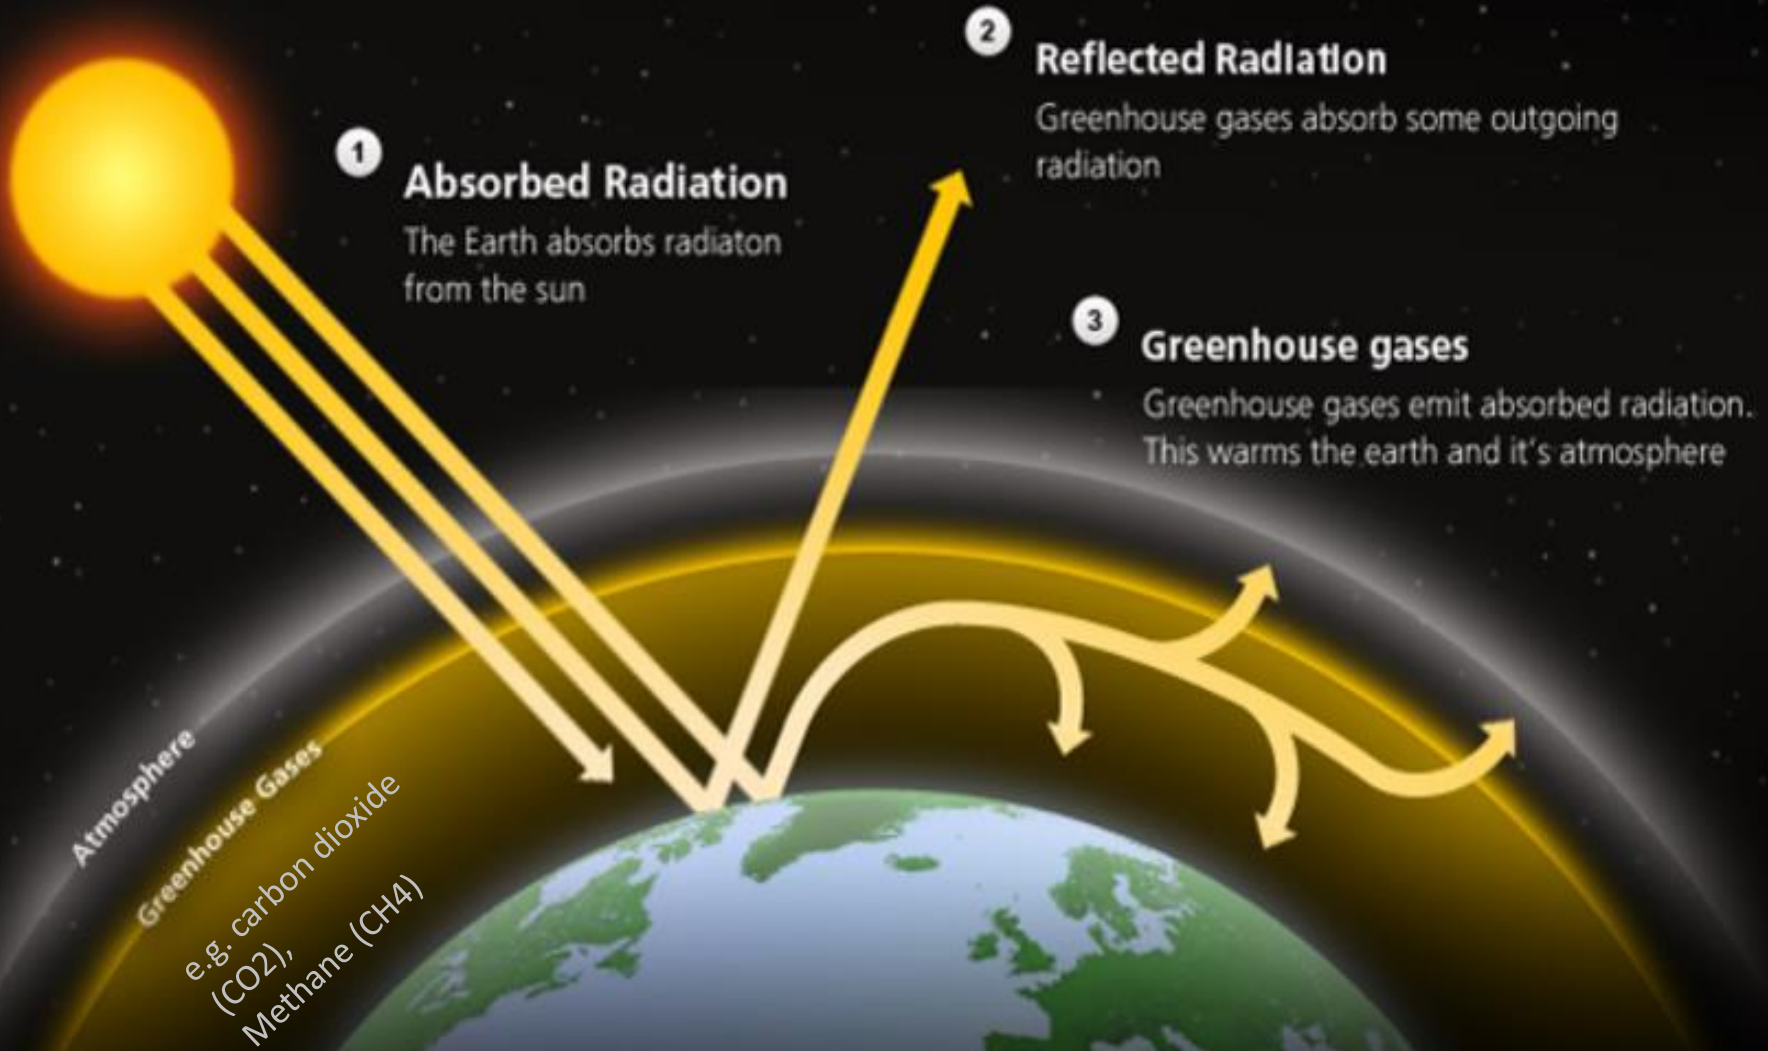 1
Absorbed Radiation
The Earth absorbs radiaton
from the sun
2
Reflected Radiation
Greenhouse gases absorb some outgoing
radiation
3
Greenhouse gases
Greenhouse gases emit absorbed radiation.
This warms the earth and it's atmosphere
Atmosphere
Greenhouse Gases
e.g. carbon dioxide
(CO2),
Methane (CH4)